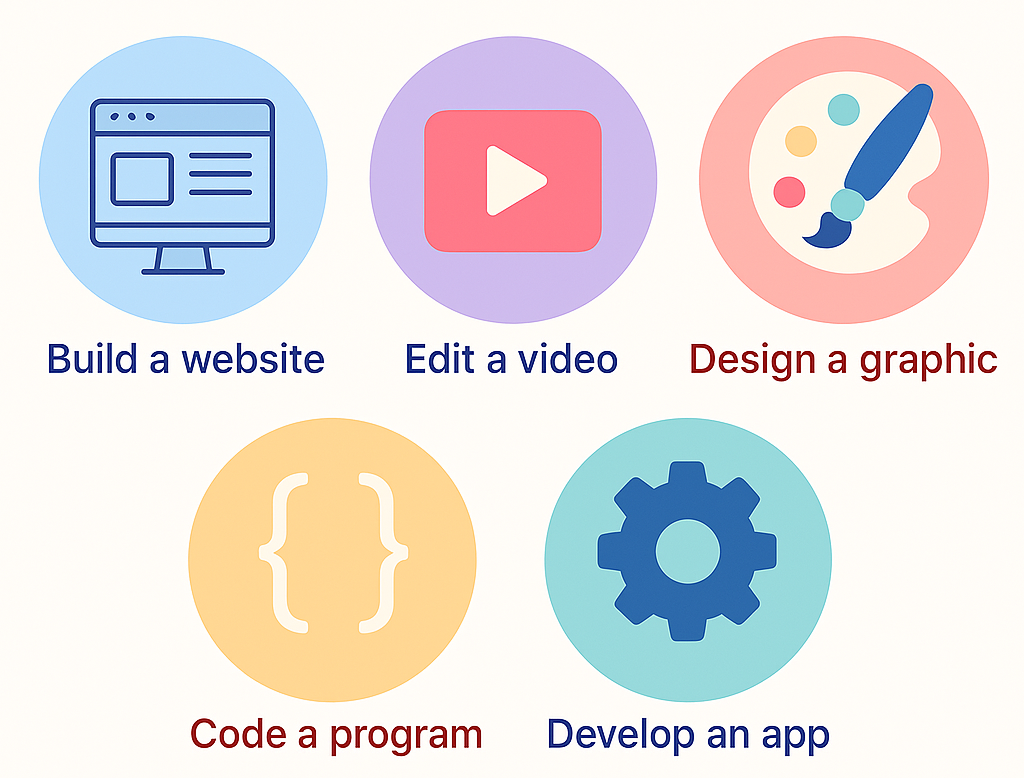 Build a website
Edit a video
Design a graphic
{ }
Code a program
Develop an app